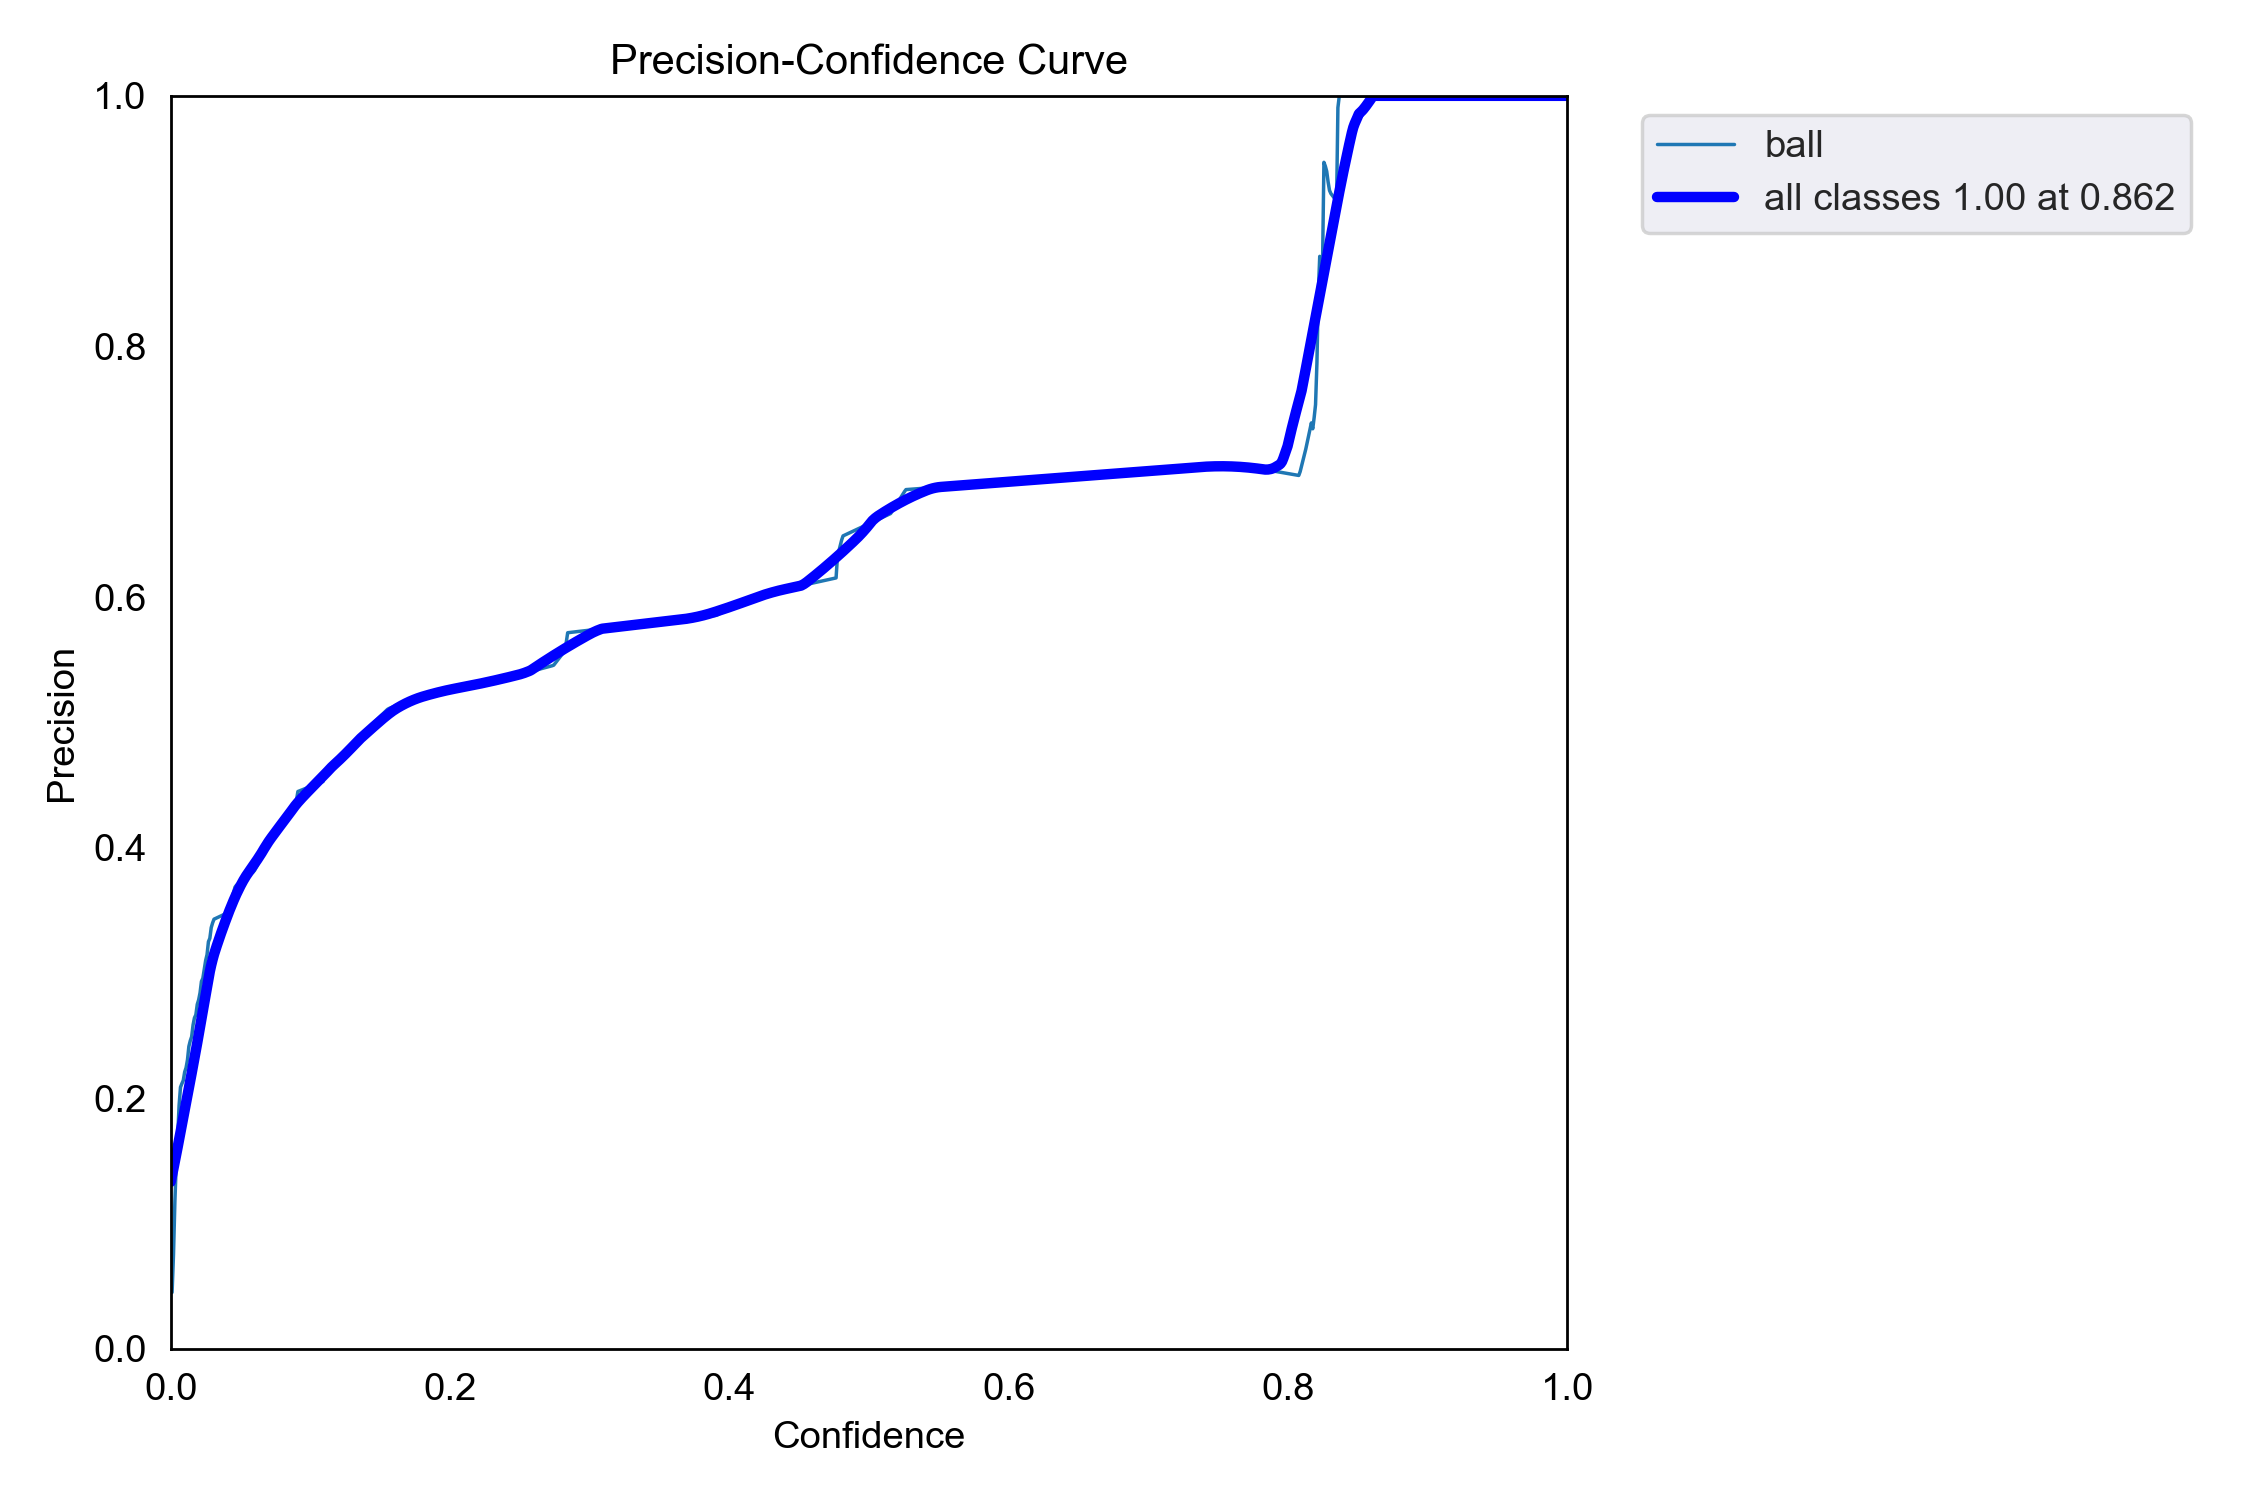 Precision-Confidence Curve
1.0
0.8
0.6
0.4
0.2
0.0
Precision
0.0 0.2 0.4 0.6 0.8 1.0
Confidence
ball
all classes 1.00 at 0.862